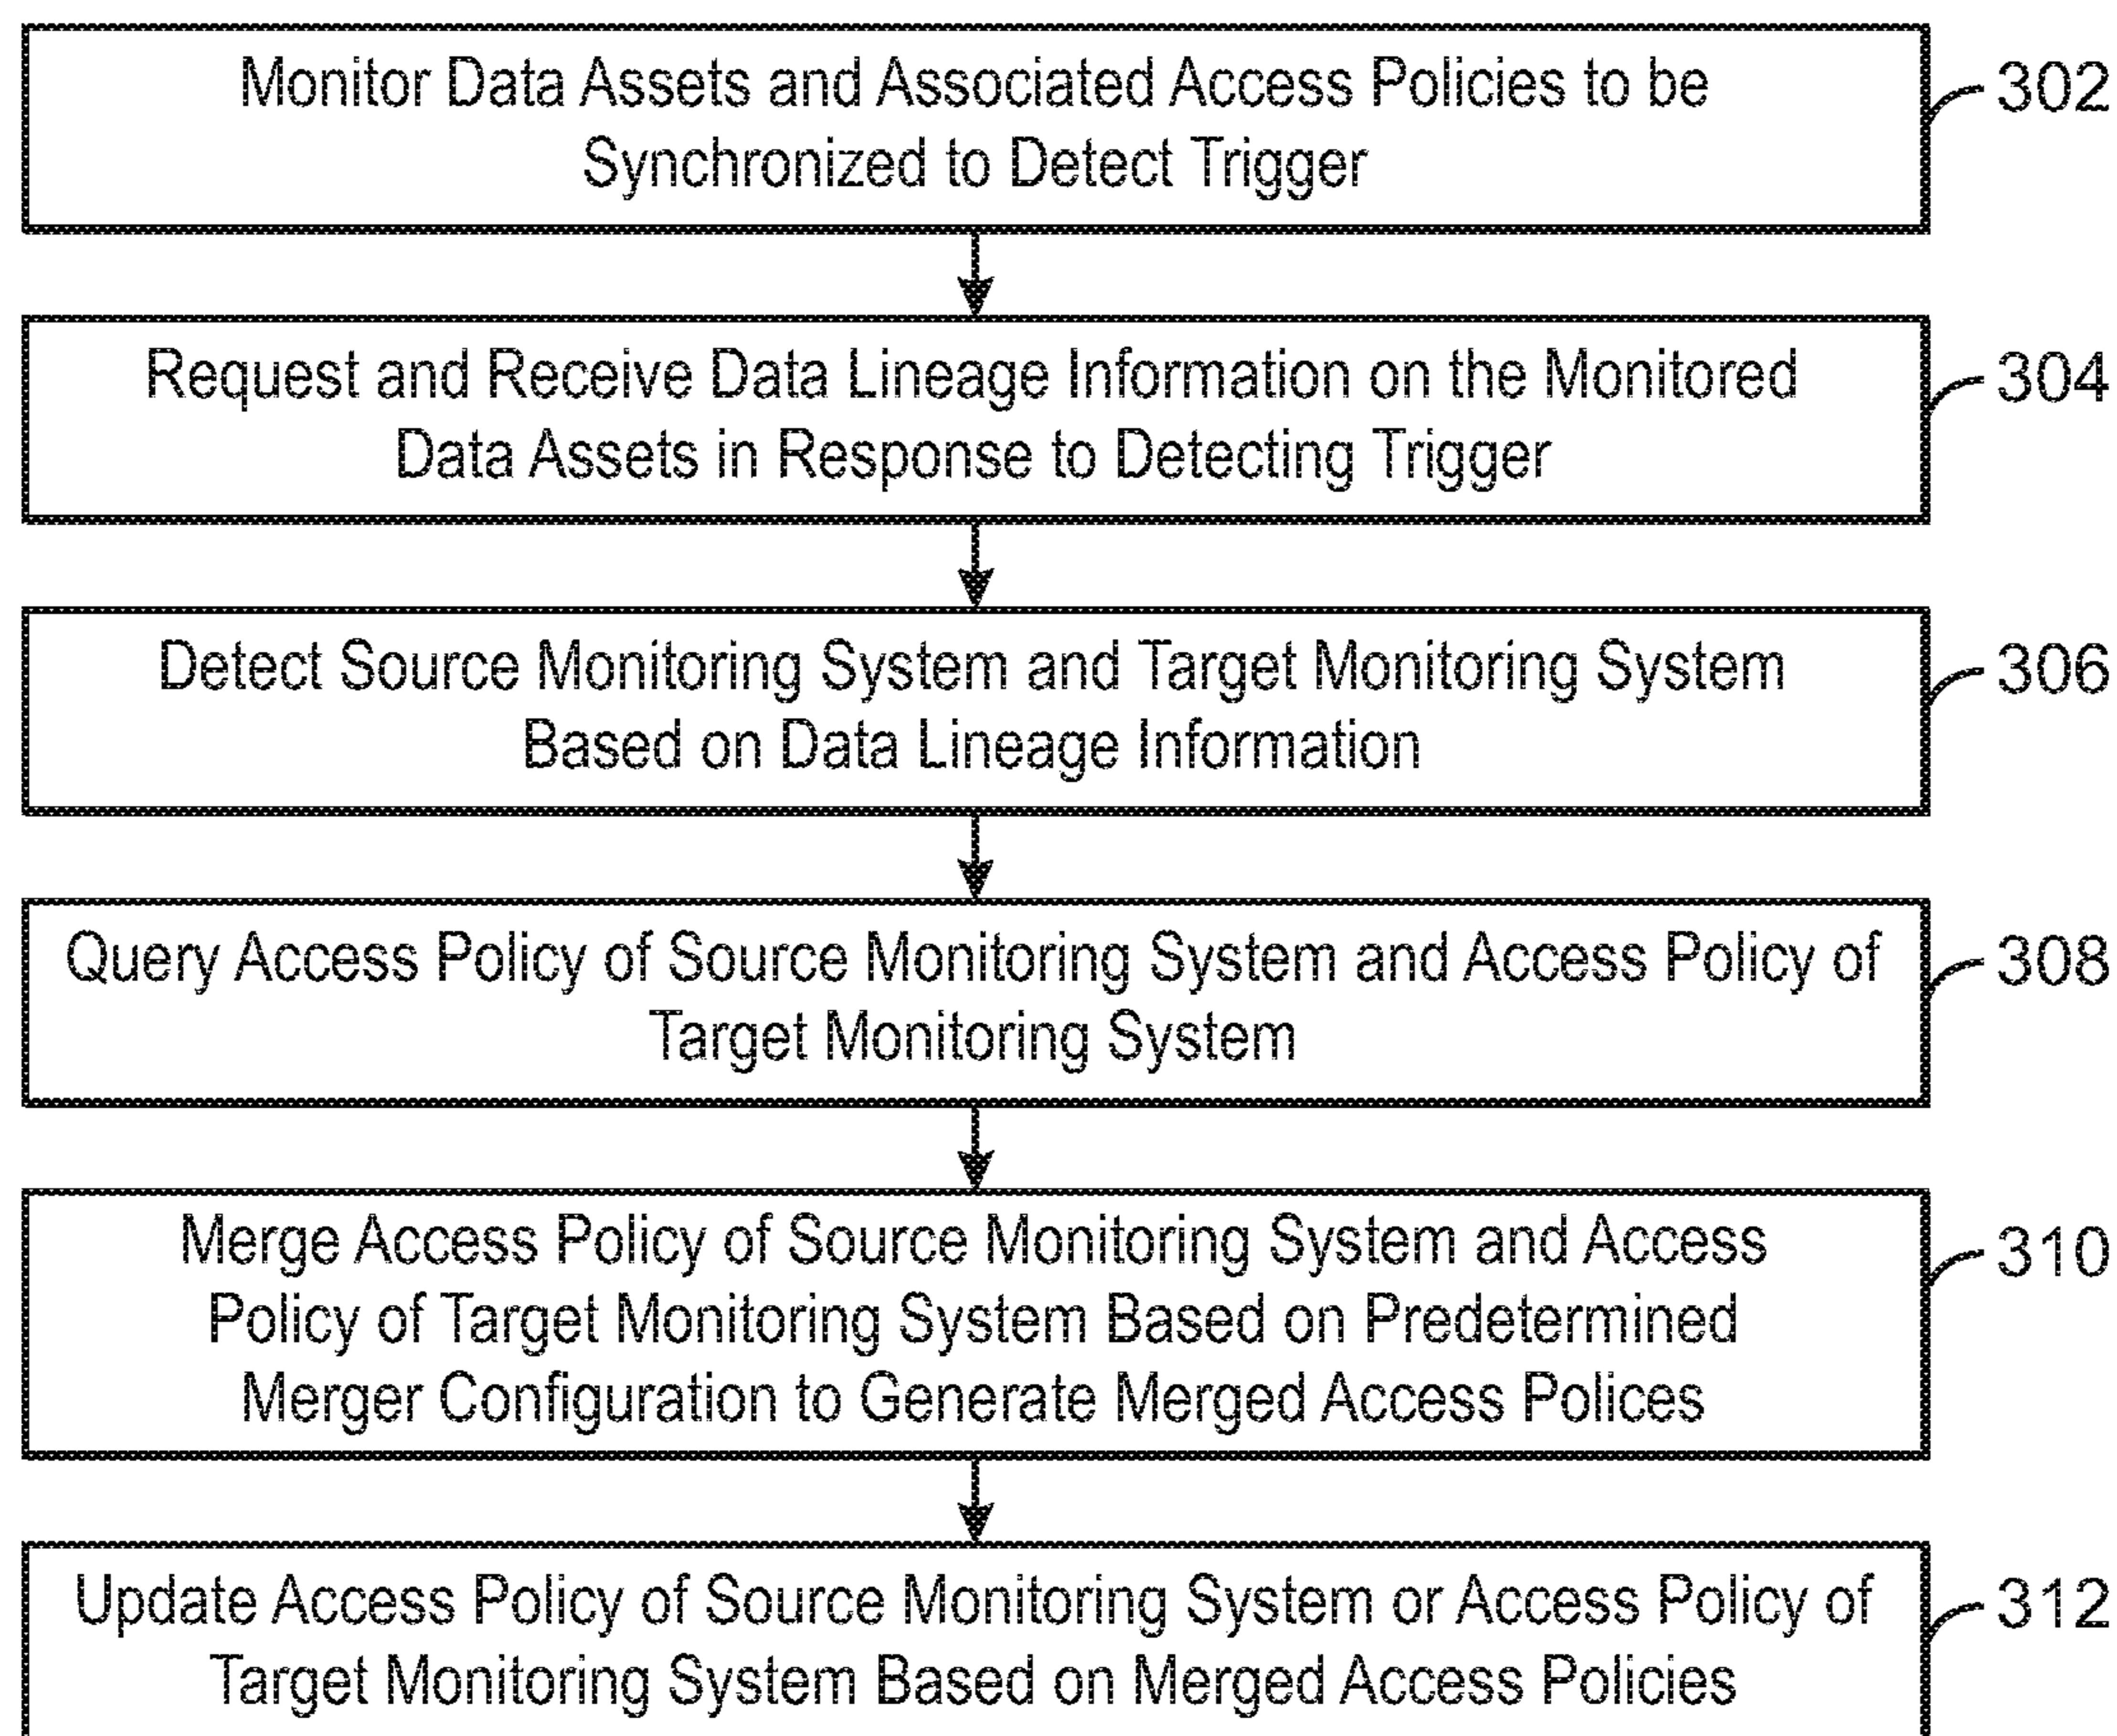 Monitor Data Assets and Associated Access Policies to be
Synchronized to Detect Trigger
302
Request and Receive Data Lineage Information on the Monitored
Data Assets in Response to Detecting Trigger
304
Detect Source Monitoring System and Target Monitoring System
Based on Data Lineage Information
306
Query Access Policy of Source Monitoring System and Access Policy of
Target Monitoring System
308
Merge Access Policy of Source Monitoring System and Access
Policy of Target Monitoring System Based on Predetermined
Merger Configuration to Generate Merged Access Polices
310
Update Access Policy of Source Monitoring System or Access Policy of
Target Monitoring System Based on Merged Access Policies
312